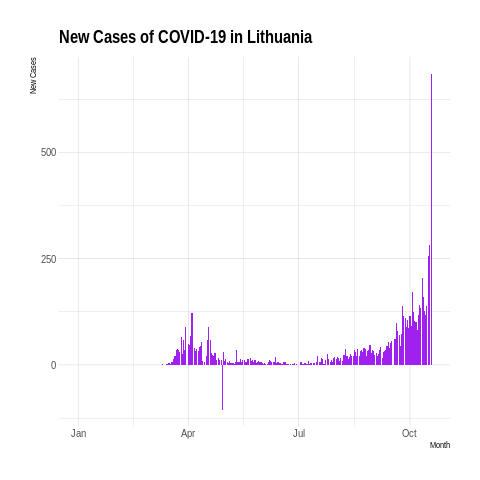 New Cases of COVID-19 in Lithuania
New Cases
500
250
0
Jan Apr Jul Oct
Month